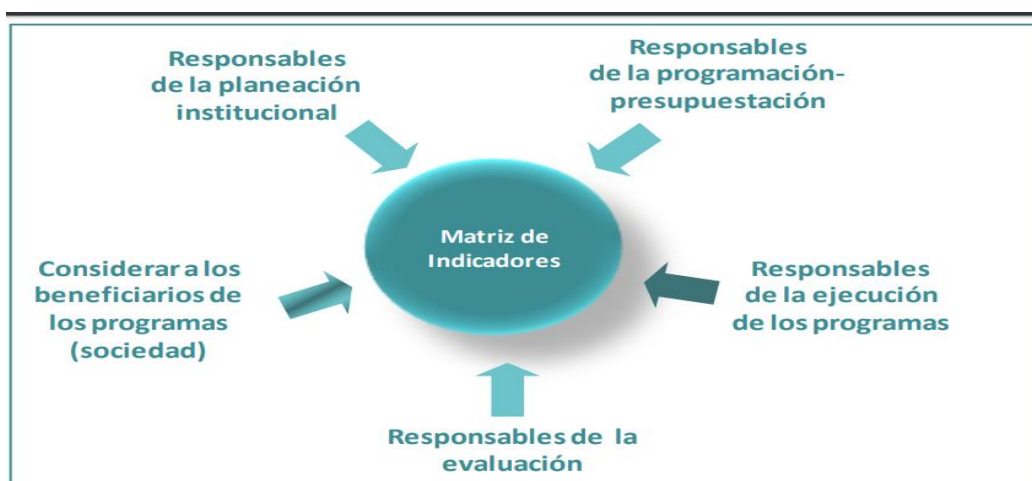 Responsables
de la planeación
institucional
Responsables
de la programación-
presupuestación
Matriz de
Indicadores
Considerar a los
beneficiarios de
los programas
(sociedad)
Responsables
de la ejecución
de los programas
Responsables de la
evaluación